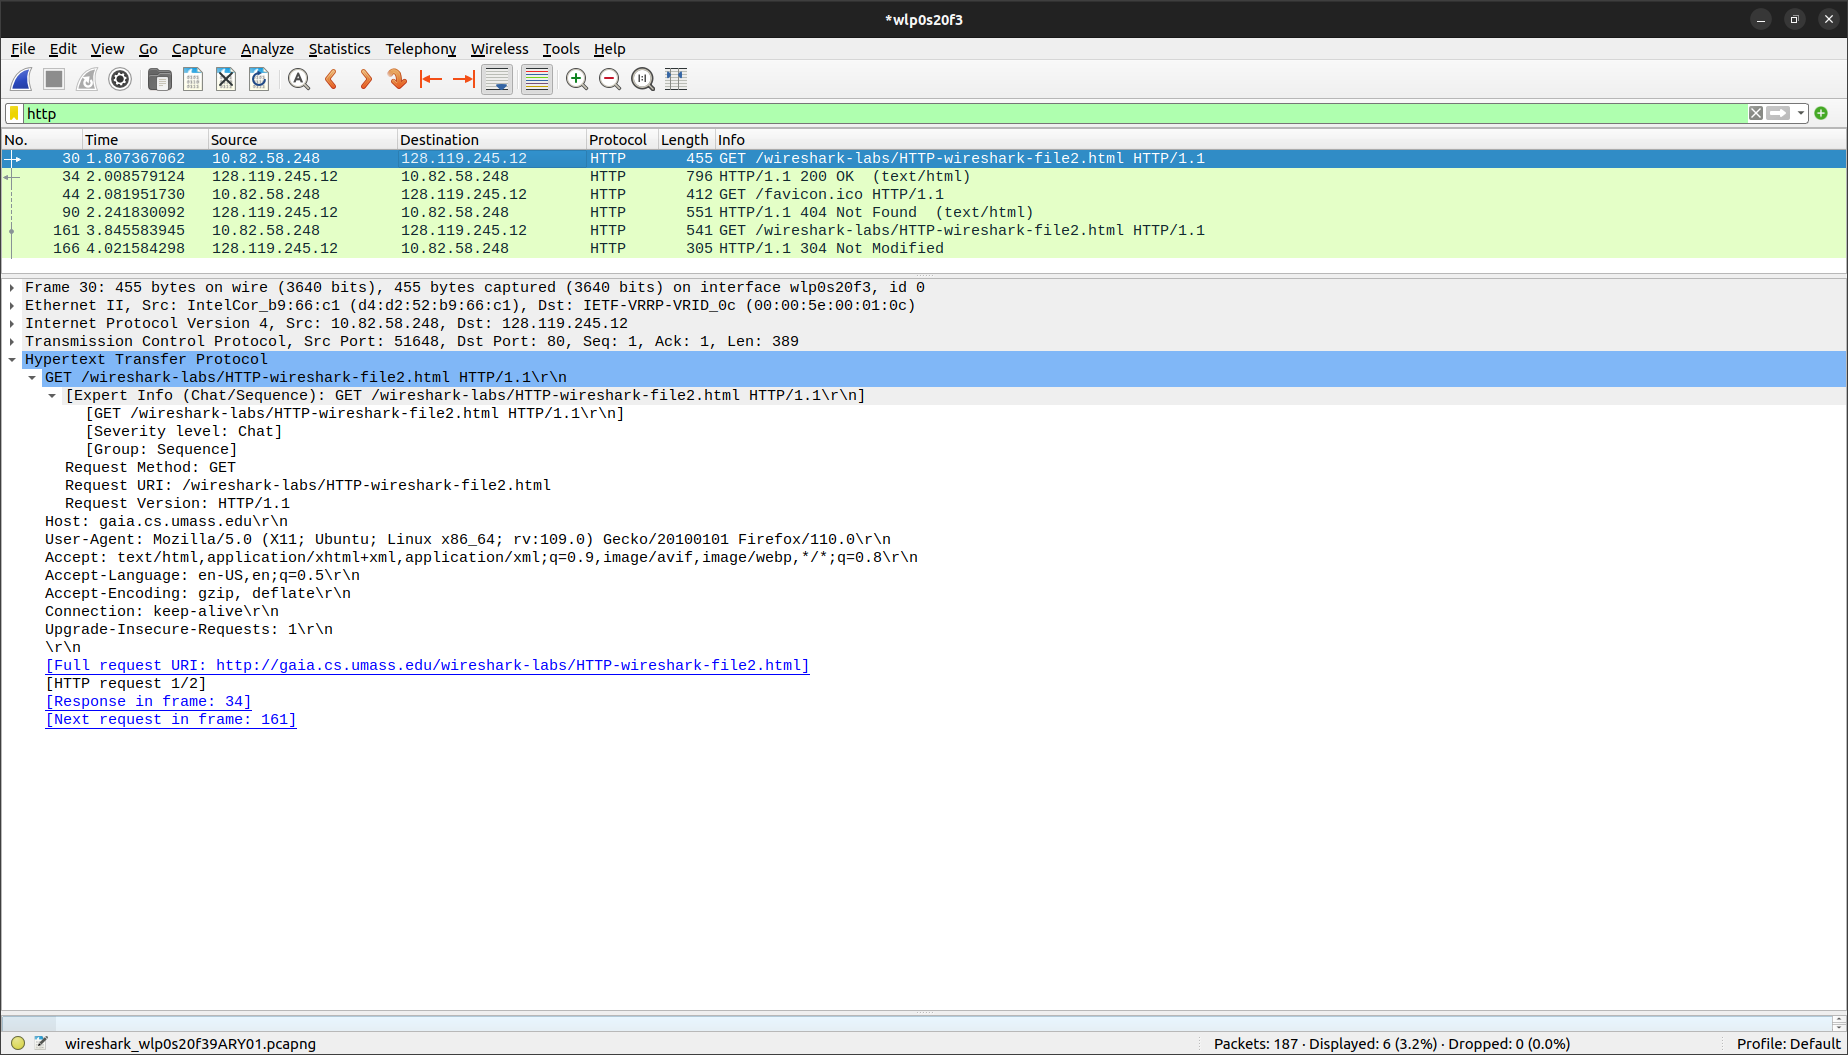 *wlp0s20f3
File Edit View Go Capture Analyze Statistics Telephony Wireless Tools Help
http
No. Time Source Destination Protocol Length Info
30 1.807367062 10.82.58.248 128.119.245.12 HTTP 455 GET /wireshark-labs/HTTP-wireshark-file2.html HTTP/1.1
34 2.008579124 128.119.245.12 10.82.58.248 HTTP 796 HTTP/1.1 200 OK  (text/html)
44 2.081951730 10.82.58.248 128.119.245.12 HTTP 412 GET /favicon.ico HTTP/1.1
90 2.241830092 128.119.245.12 10.82.58.248 HTTP 551 HTTP/1.1 404 Not Found  (text/html)
161 3.845583945 10.82.58.248 128.119.245.12 HTTP 541 GET /wireshark-labs/HTTP-wireshark-file2.html HTTP/1.1
166 4.021584298 128.119.245.12 10.82.58.248 HTTP 305 HTTP/1.1 304 Not Modified
Frame 30: 455 bytes on wire (3640 bits), 455 bytes captured (3640 bits) on interface wlp0s20f3, id 0
Ethernet II, Src: IntelCor_b9:66:c1 (d4:d2:52:b9:66:c1), Dst: IETF-VRRP-VRID_0c (00:00:5e:00:01:0c)
Internet Protocol Version 4, Src: 10.82.58.248, Dst: 128.119.245.12
Transmission Control Protocol, Src Port: 51648, Dst Port: 80, Seq: 1, Ack: 1, Len: 389
Hypertext Transfer Protocol
GET /wireshark-labs/HTTP-wireshark-file2.html HTTP/1.1\r\n
[Expert Info (Chat/Sequence): GET /wireshark-labs/HTTP-wireshark-file2.html HTTP/1.1\r\n]
[GET /wireshark-labs/HTTP-wireshark-file2.html HTTP/1.1\r\n]
[Severity level: Chat]
[Group: Sequence]
Request Method: GET
Request URI: /wireshark-labs/HTTP-wireshark-file2.html
Request Version: HTTP/1.1
Host: gaia.cs.umass.edu\r\n
User-Agent: Mozilla/5.0 (X11; Ubuntu; Linux x86_64; rv:109.0) Gecko/20100101 Firefox/110.0\r\n
Accept: text/html,application/xhtml+xml,application/xml;q=0.9,image/avif,image/webp,*/*;q=0.8\r\n
Accept-Language: en-US,en;q=0.5\r\n
Accept-Encoding: gzip, deflate\r\n
Connection: keep-alive\r\n
Upgrade-Insecure-Requests: 1\r\n
\r\n
[Full request URI: http://gaia.cs.umass.edu/wireshark-labs/HTTP-wireshark-file2.html]
[HTTP request 1/2]
[Response in frame: 34]
[Next request in frame: 161]
wireshark_wlp0s20f39ARY01.pcapng Packets: 187 · Displayed: 6 (3.2%) · Dropped: 0 (0.0%) Profile: Default